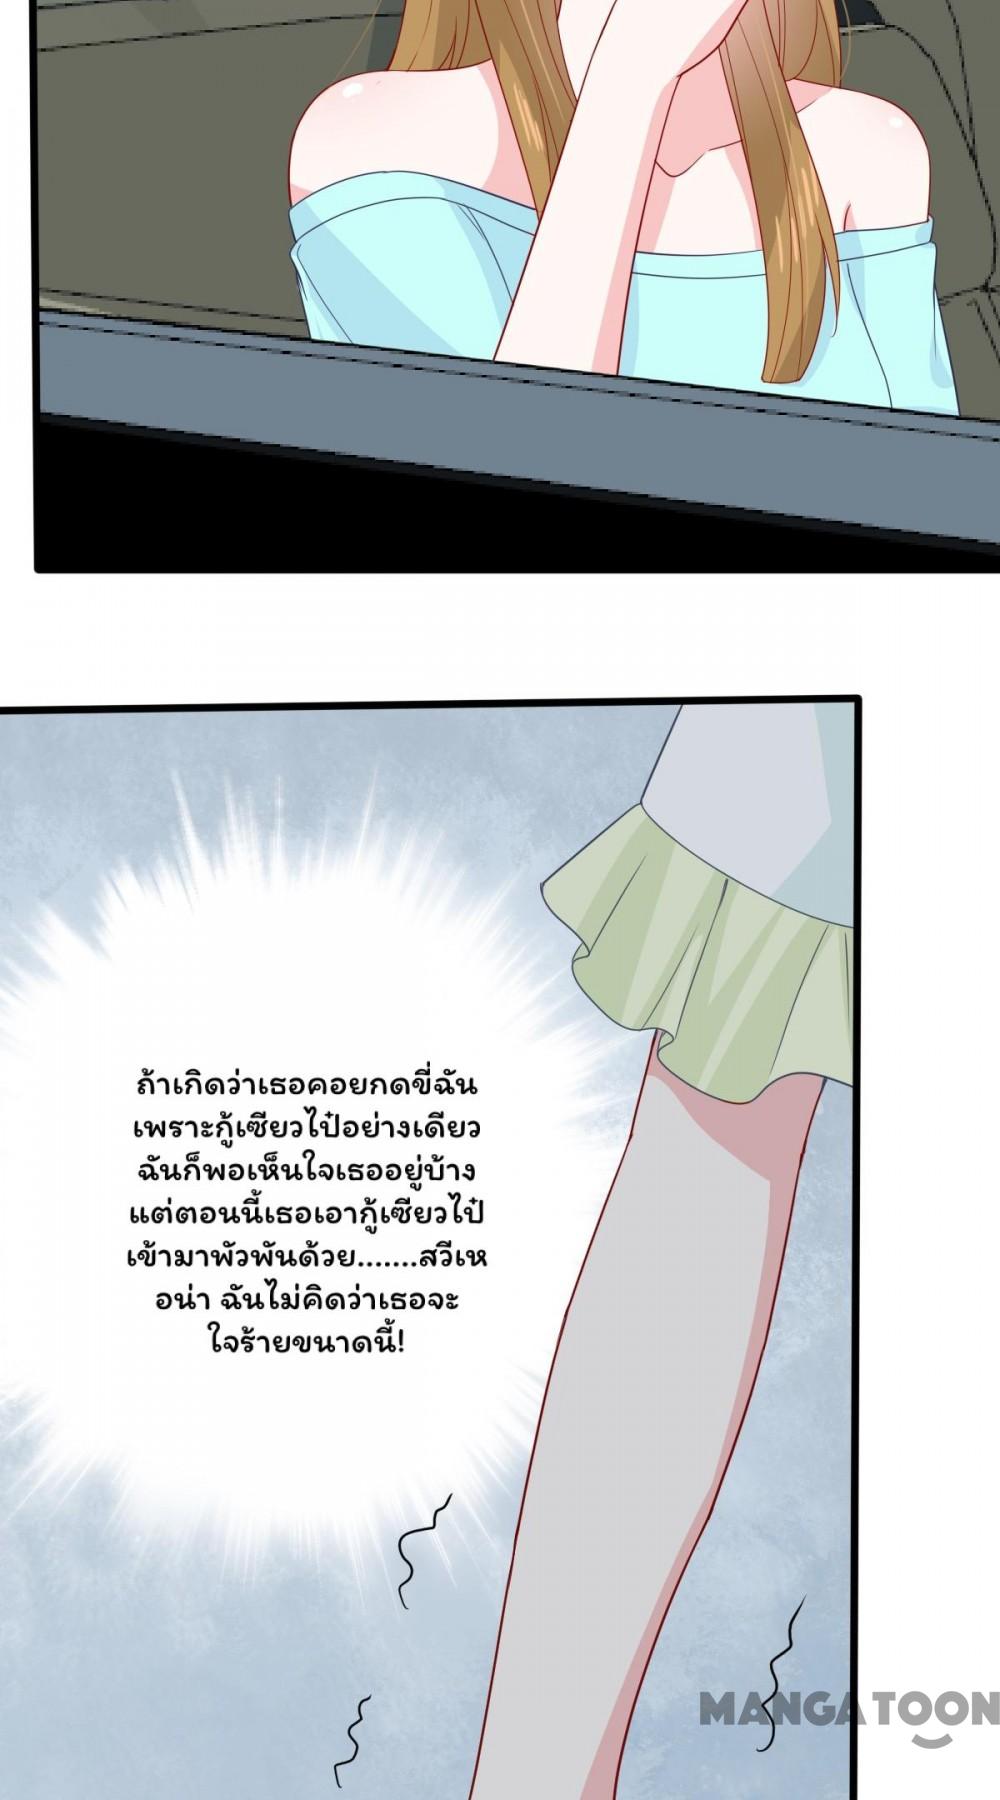 ถ้าเกิดว่าเธอคอยกดขี่ฉัน
เพราะกู้เซียวไป๋อย่างเดียว
ฉันก็พอเห็นใจเธออยู่บ้าง
แต่ตอนนี้เธอเอากู้เซียวไป๋
เข้ามาพัวพันด้วย.......สวีเห
อน่า ฉันไม่คิดว่าเธอจะ
ใจร้ายขนาดนี้!
MANGATOON